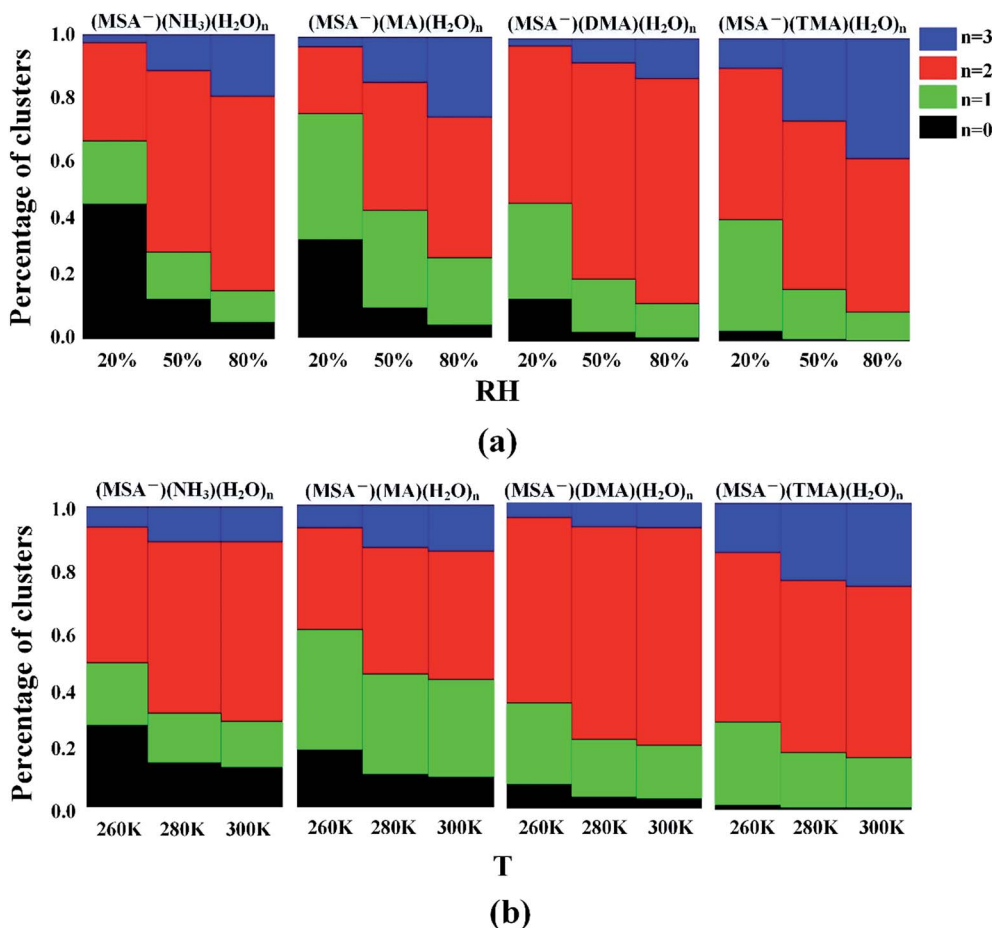 (MSA⁻)(NH₃)(H₂O)ₙ (MSA⁻)(MA)(H₂O)ₙ (MSA⁻)(DMA)(H₂O)ₙ (MSA⁻)(TMA)(H₂O)ₙ
n=3
n=2
n=1
n=0
Percentage of clusters
1.0
0.8
0.6
0.4
0.2
0.0
20% 50% 80% 20% 50% 80% 20% 50% 80% 20% 50% 80%
RH
(a)
(MSA⁻)(NH₃)(H₂O)ₙ (MSA⁻)(MA)(H₂O)ₙ (MSA⁻)(DMA)(H₂O)ₙ (MSA⁻)(TMA)(H₂O)ₙ
Percentage of clusters
1.0
0.8
0.6
0.4
0.2
0.0
260K 280K 300K 260K 280K 300K 260K 280K 300K 260K 280K 300K
T
(b)